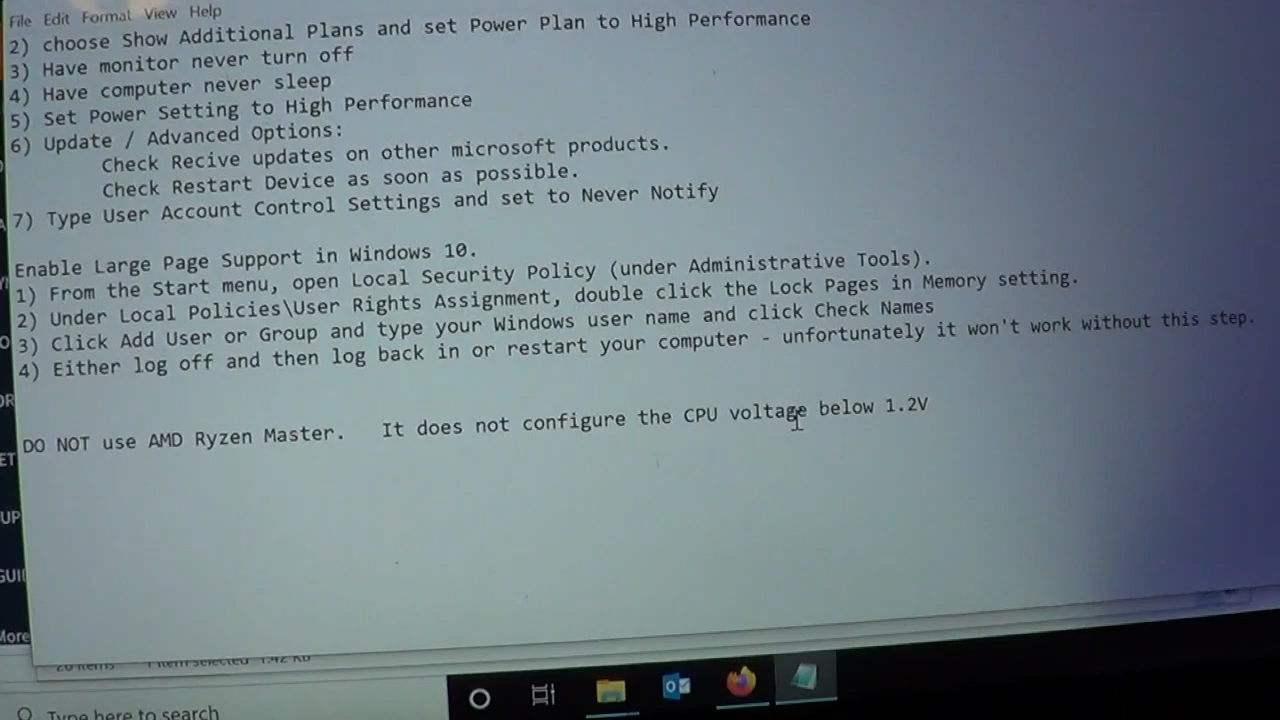 File Edit Format View Help
2) choose Show Additional Plans and set Power Plan to High Performance
3) Have monitor never turn off
4) Have computer never sleep
5) Set Power Setting to High Performance
6) Update / Advanced Options:
Check Recive updates on other microsoft products.
Check Restart Device as soon as possible.
7) Type User Account Control Settings and set to Never Notify
Enable Large Page Support in Windows 10.
1) From the Start menu, open Local Security Policy (under Administrative Tools).
2) Under Local Policies\User Rights Assignment, double click the Lock Pages in Memory setting.
3) Click Add User or Group and type your Windows user name and click Check Names
4) Either log off and then log back in or restart your computer - unfortunately it won't work without this step.
DO NOT use AMD Ryzen Master. It does not configure the CPU voltage below 1.2V
More
20 items 1 item selected 1.42 KB
Type here to search